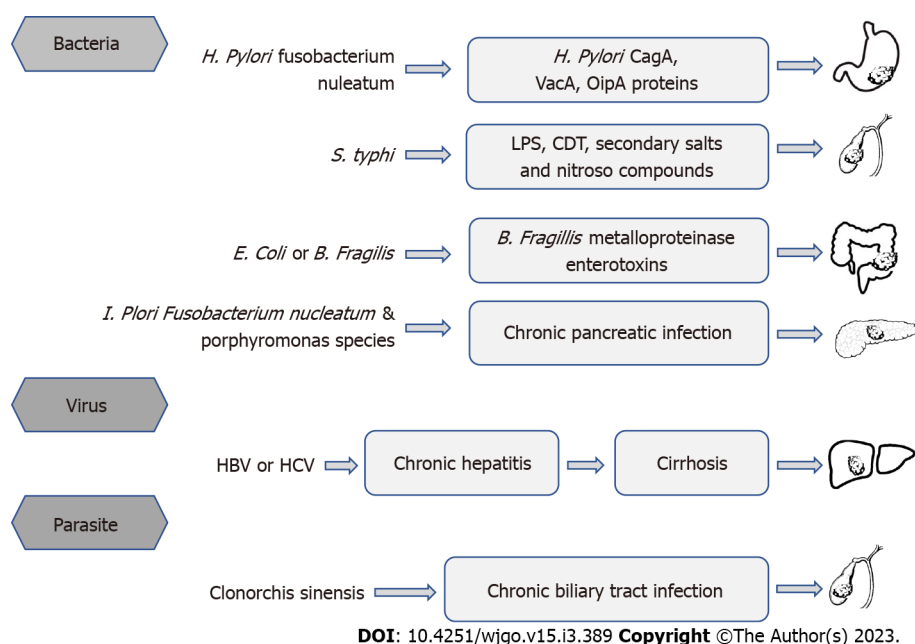 Bacteria
H. Pylori fusobacterium
nuleatum
H. Pylori CagA,
VacA, OipA proteins
S. typhi
LPS, CDT, secondary salts
and nitroso compounds
E. Coli or B. Fragilis
B. Fragillis metalloproteinase
enterotoxins
I. Plori Fusobacterium nucleatum &
porphyromonas species
Chronic pancreatic infection
Virus
HBV or HCV
Chronic hepatitis
Cirrhosis
Parasite
Clonorchis sinensis
Chronic biliary tract infection
DOI: 10.4251/wjgo.v15.i3.389 Copyright ©The Author(s) 2023.